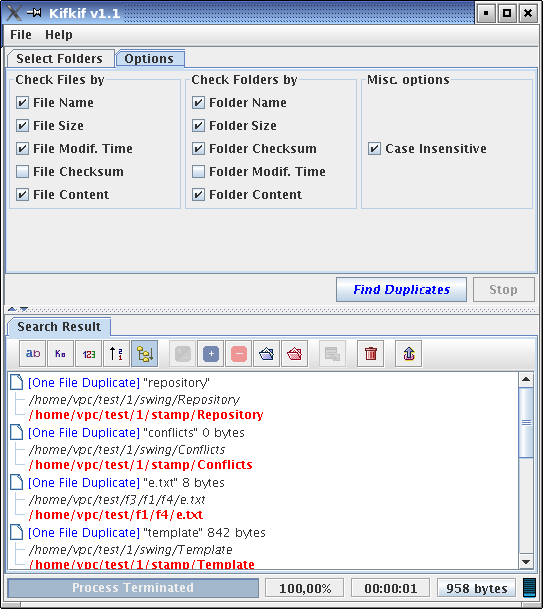 Kifkif v1.1
File Help
Select Folders Options
Check Files by Check Folders by Misc. options
File Name Folder Name
File Size Folder Size
File Modif. Time Folder Checksum Case Insensitive
File Checksum Folder Modif. Time
File Content Folder Content
Find Duplicates Stop
Search Result
ab Ko 123 1 2
[One File Duplicate] "repository"
/home/vpc/test/1/swing/Repository
/home/vpc/test/1/stamp/Repository
[One File Duplicate] "conflicts" 0 bytes
/home/vpc/test/1/swing/Conflicts
/home/vpc/test/1/stamp/Conflicts
[One File Duplicate] "e.txt" 8 bytes
/home/vpc/test/f3/f1/f4/e.txt
/home/vpc/test/f1/f4/e.txt
[One File Duplicate] "template" 842 bytes
/home/vpc/test/1/swing/Template
/home/vpc/test/1/stamp/Template
Process Terminated 100,00% 00:00:01 958 bytes